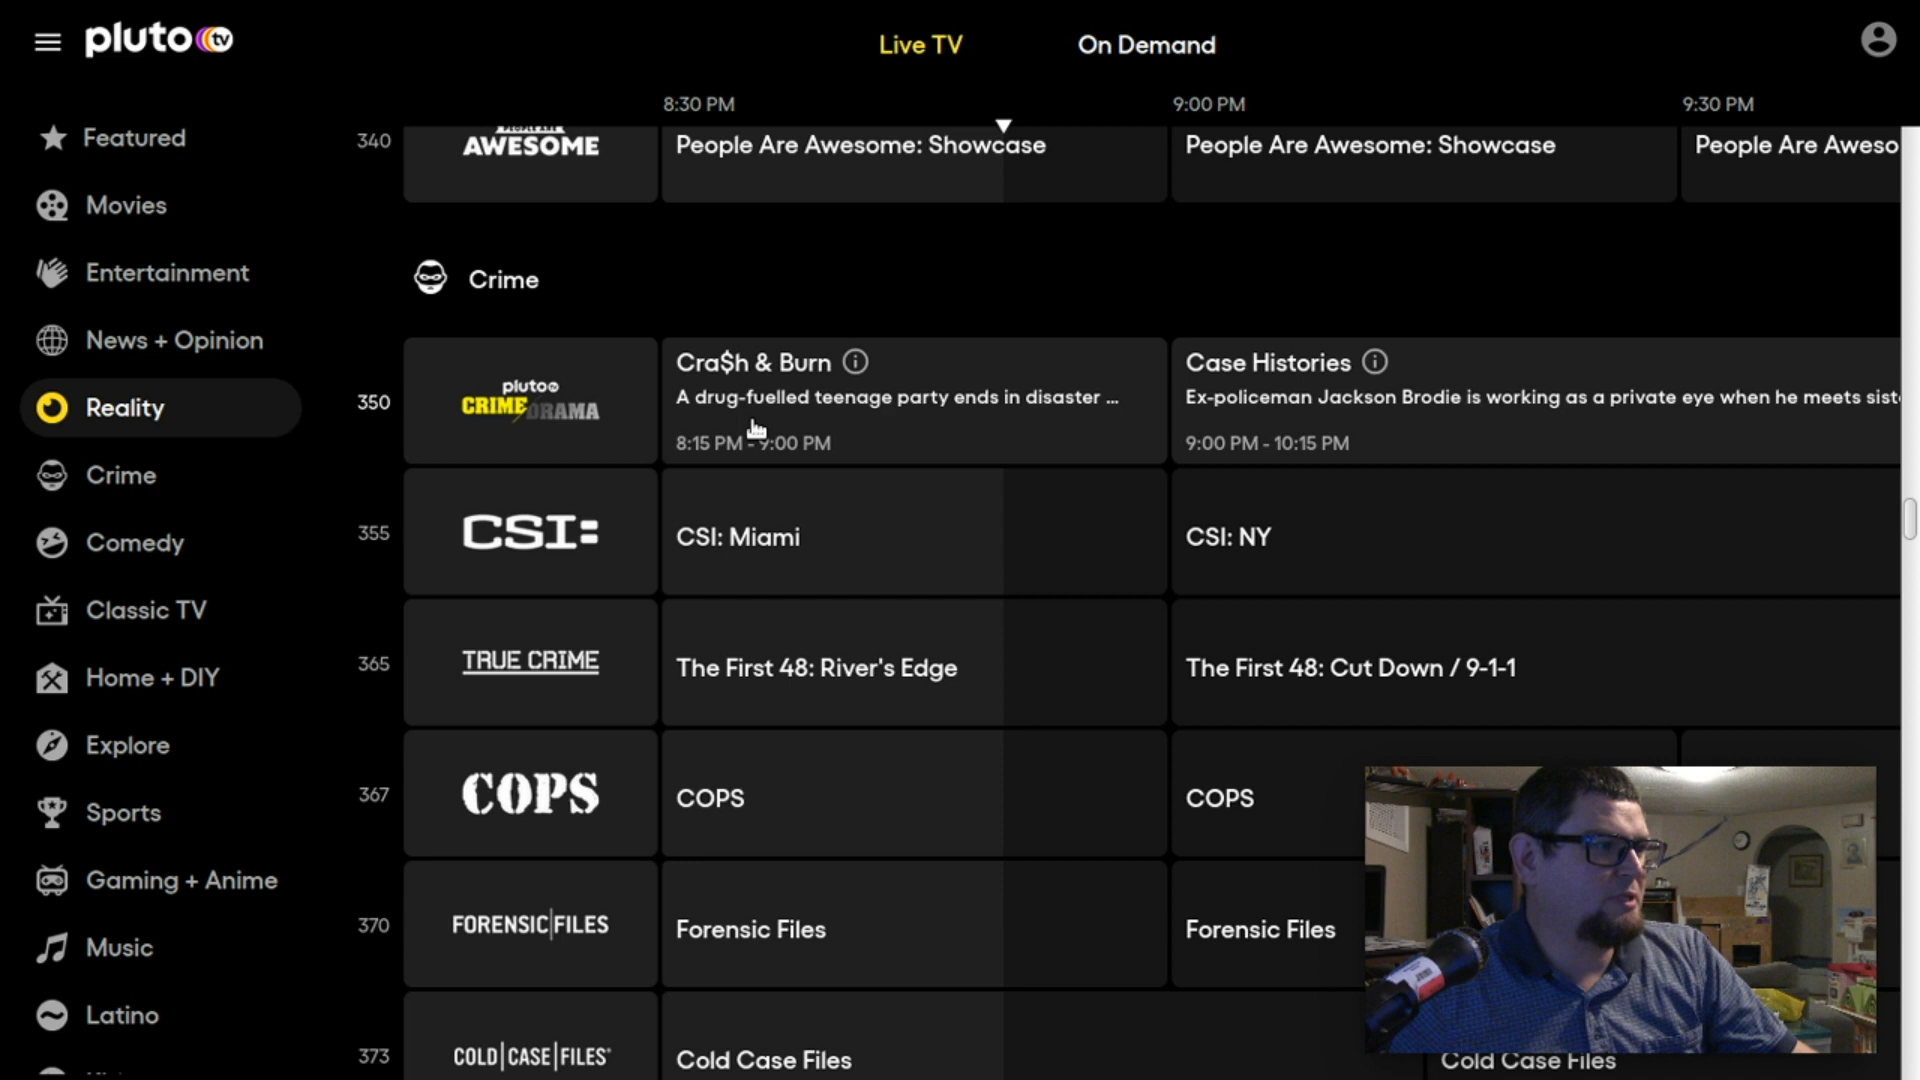 pluto tv
Live TV
On Demand
8:30 PM
9:00 PM
9:30 PM
Featured
Movies
Entertainment
News + Opinion
Reality
Crime
Comedy
Classic TV
Home + DIY
Explore
Sports
Gaming + Anime
Music
Latino
340
PEOPLE ARE
AWESOME
People Are Awesome: Showcase
People Are Awesome: Showcase
People Are Aweso
Crime
350
pluto tv
CRIME DRAMA
Cra$h & Burn
A drug-fuelled teenage party ends in disaster ...
8:15 PM - 9:00 PM
Case Histories
Ex-policeman Jackson Brodie is working as a private eye when he meets siste
9:00 PM - 10:15 PM
355
CSI:
CSI: Miami
CSI: NY
365
TRUE CRIME
The First 48: River's Edge
The First 48: Cut Down / 9-1-1
367
COPS
COPS
COPS
370
FORENSIC|FILES
Forensic Files
Forensic Files
373
COLD|CASE|FILES®
Cold Case Files
Cold Case Files